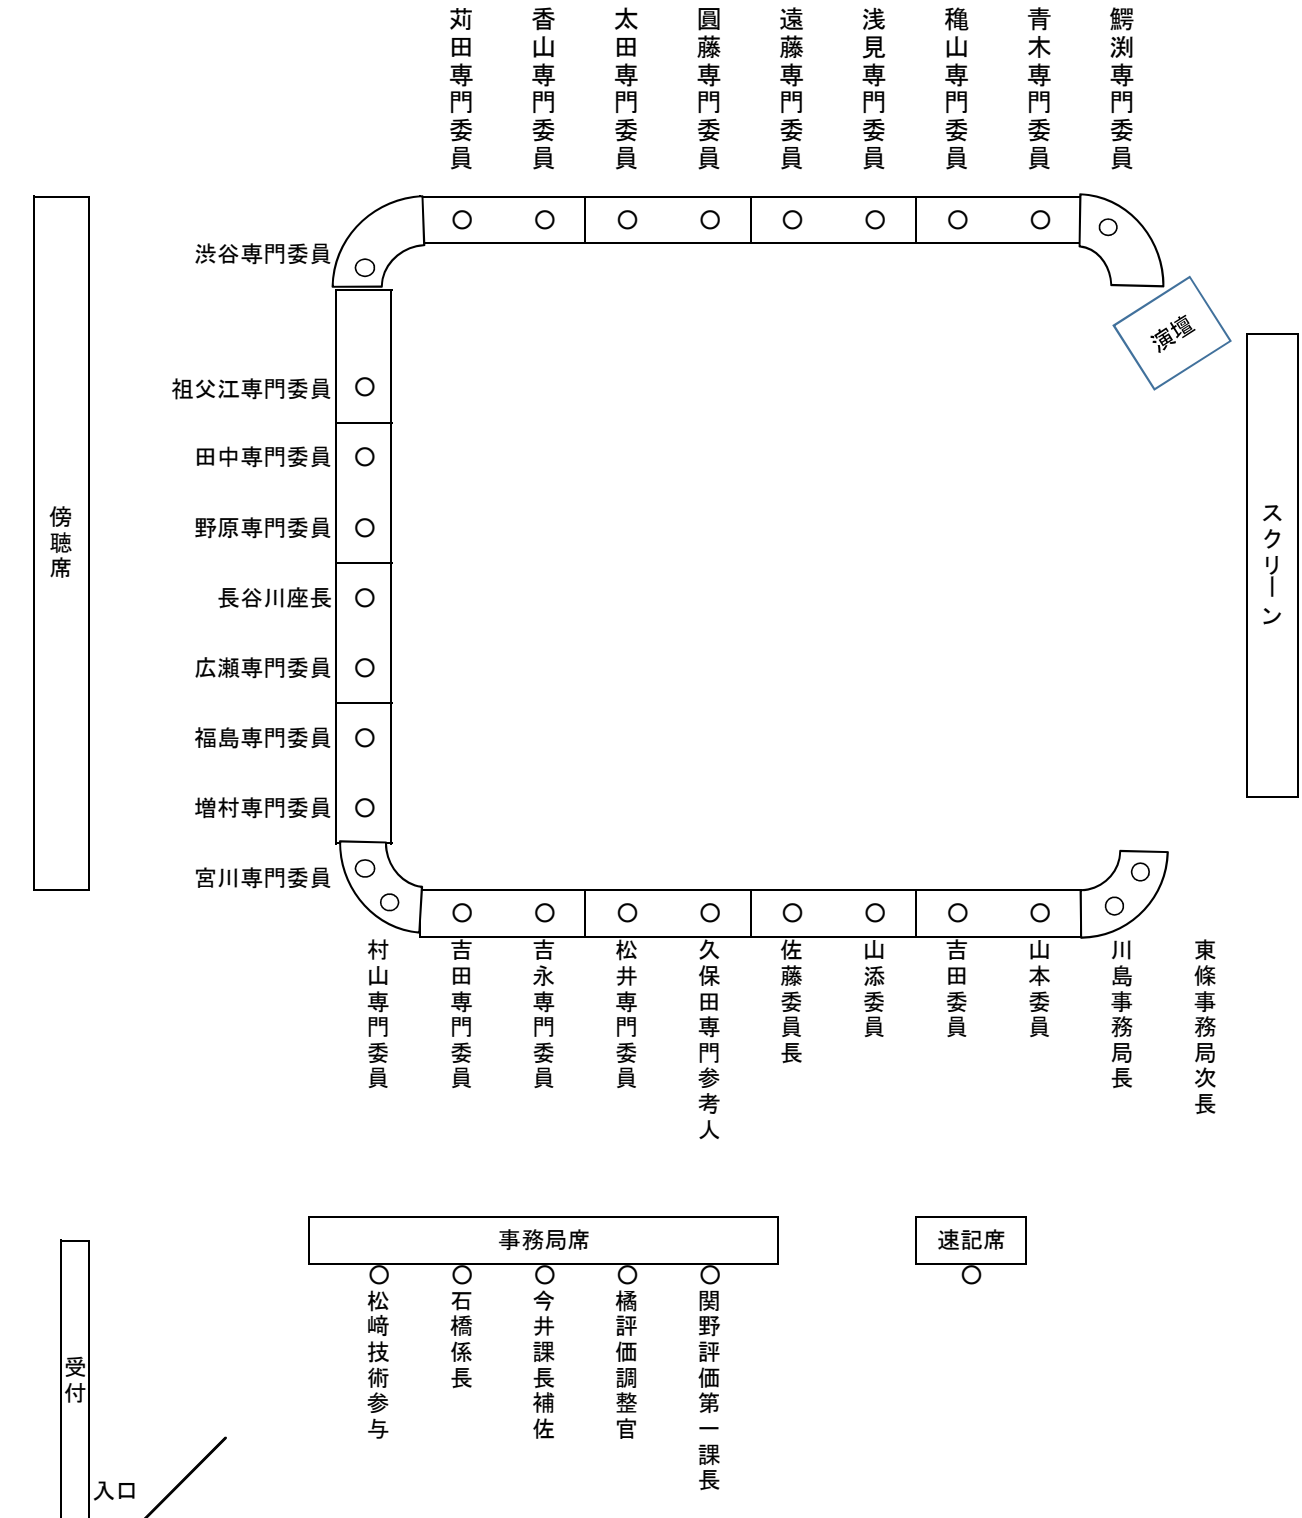 苅田専門委員
香山専門委員
太田専門委員
圓藤専門委員
遠藤専門委員
浅見専門委員
穐山専門委員
青木専門委員
鰐渕専門委員
渋谷専門委員
祖父江専門委員
田中専門委員
野原専門委員
長谷川座長
広瀬専門委員
福島専門委員
増村専門委員
宮川専門委員
傍聴席
演壇
スクリーン
村山専門委員
吉田専門委員
吉永専門委員
松井専門委員
久保田専門参考人
佐藤委員長
山添委員
吉田委員
山本委員
川島事務局長
東條事務局次長
事務局席
速記席
松﨑技術参与
石橋係長
今井課長補佐
橘評価調整官
関野評価第一課長
受付
入口